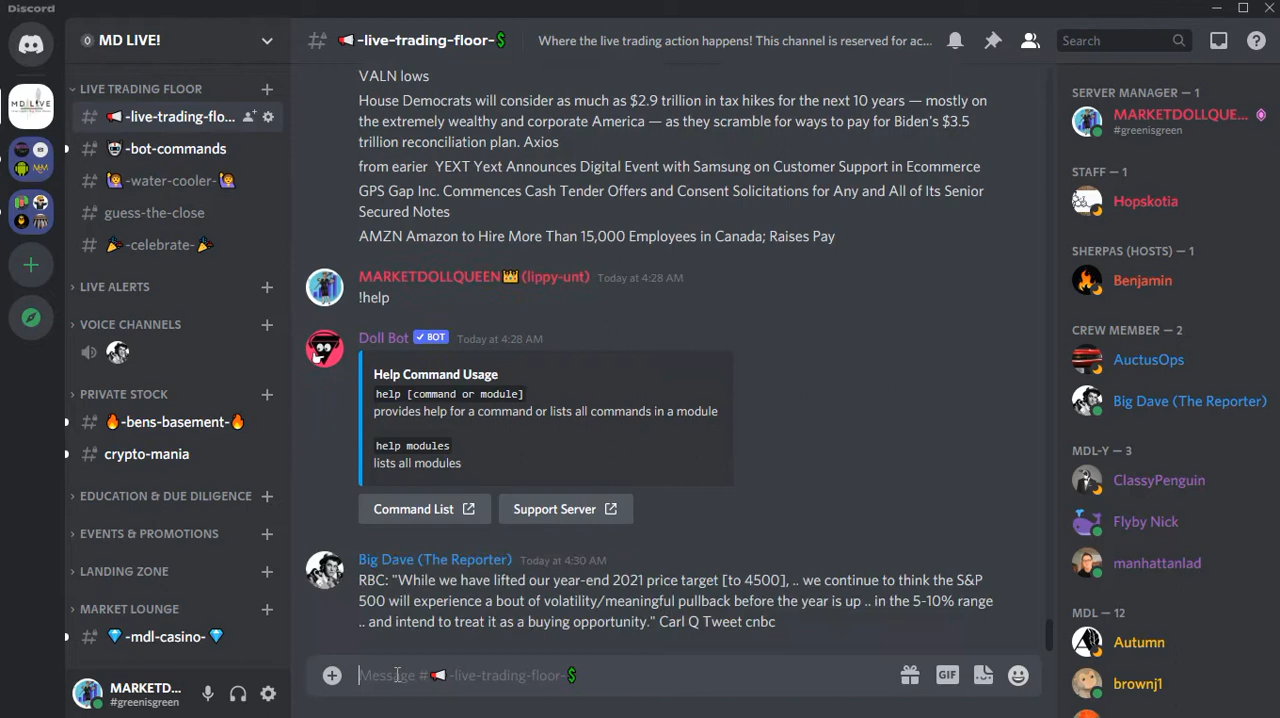 Discord
MD LIVE!
LIVE TRADING FLOOR
-live-trading-flo...
-bot-commands
-water-cooler-
guess-the-close
-celebrate-
LIVE ALERTS
VOICE CHANNELS
PRIVATE STOCK
-bens-basement-
crypto-mania
EDUCATION & DUE DILIGENCE
EVENTS & PROMOTIONS
LANDING ZONE
MARKET LOUNGE
-mdl-casino-
MARKETD...
#greenisgreen
-live-trading-floor-
Where the live trading action happens! This channel is reserved for ac...
Search
VALN lows
House Democrats will consider as much as $2.9 trillion in tax hikes for the next 10 years — mostly on
the extremely wealthy and corporate America — as they scramble for ways to pay for Biden's $3.5
trillion reconciliation plan. Axios
from earlier YEXT Yext Announces Digital Event with Samsung on Customer Support in Ecommerce
GPS Gap Inc. Commences Cash Tender Offers and Consent Solicitations for Any and All of Its Senior
Secured Notes
AMZN Amazon to Hire More Than 15,000 Employees in Canada; Raises Pay
MARKETDOLLQUEEN👑 (lippy-unt) Today at 4:28 AM
!help
Doll Bot ✓ BOT Today at 4:28 AM
Help Command Usage
help [command or module]
provides help for a command or lists all commands in a module
help modules
lists all modules
Command List
Support Server
Big Dave (The Reporter) Today at 4:30 AM
RBC: "While we have lifted our year-end 2021 price target [to 4500], .. we continue to think the S&P
500 will experience a bout of volatility/meaningful pullback before the year is up .. in the 5-10% range
.. and intend to treat it as a buying opportunity." Carl Q Tweet cnbc
Message #📢-live-trading-floor-💲
GIF
SERVER MANAGER — 1
MARKETDOLLQUE...
#greenisgreen
STAFF — 1
Hopskotia
SHERPAS (HOSTS) — 1
Benjamin
CREW MEMBER — 2
AuctusOps
Big Dave (The Reporter)
MDL-Y — 3
ClassyPenguin
Flyby Nick
manhattanlad
MDL — 12
Autumn
brownj1